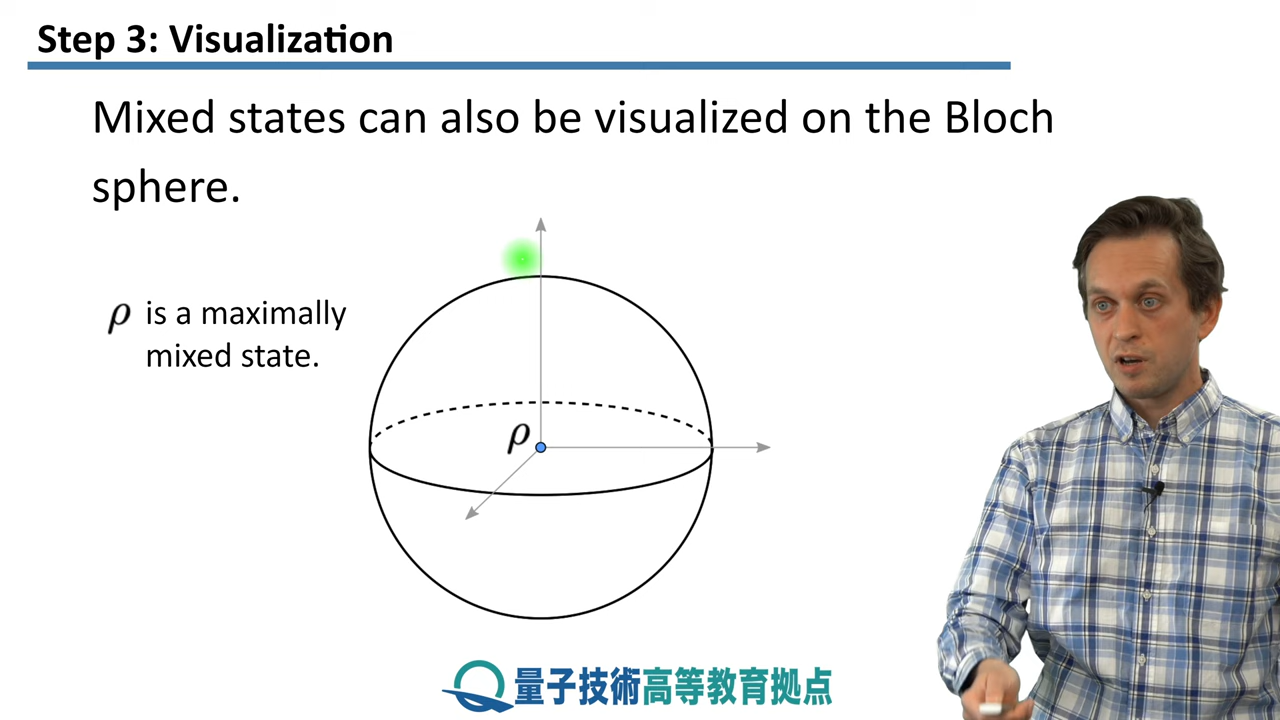 Step 3: Visualization
Mixed states can also be visualized on the Bloch
sphere.
ρ is a maximally
mixed state.
ρ
量子技術高等教育拠点